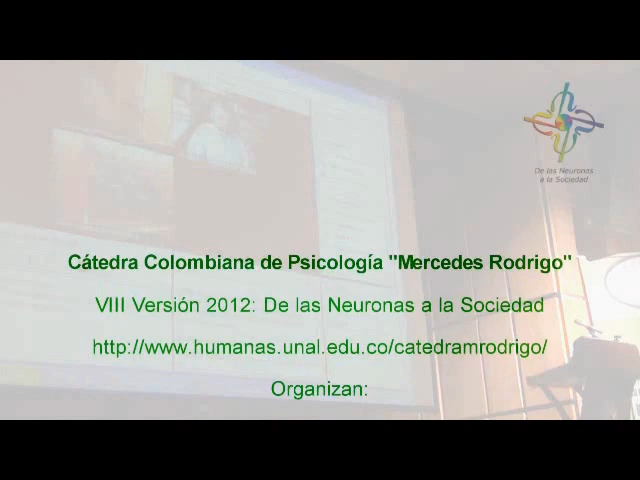 De las Neuronas
a la Sociedad
Cátedra Colombiana de Psicología "Mercedes Rodrigo"
VIII Versión 2012: De las Neuronas a la Sociedad
http://www.humanas.unal.edu.co/catedramrodrigo/
Organizan: